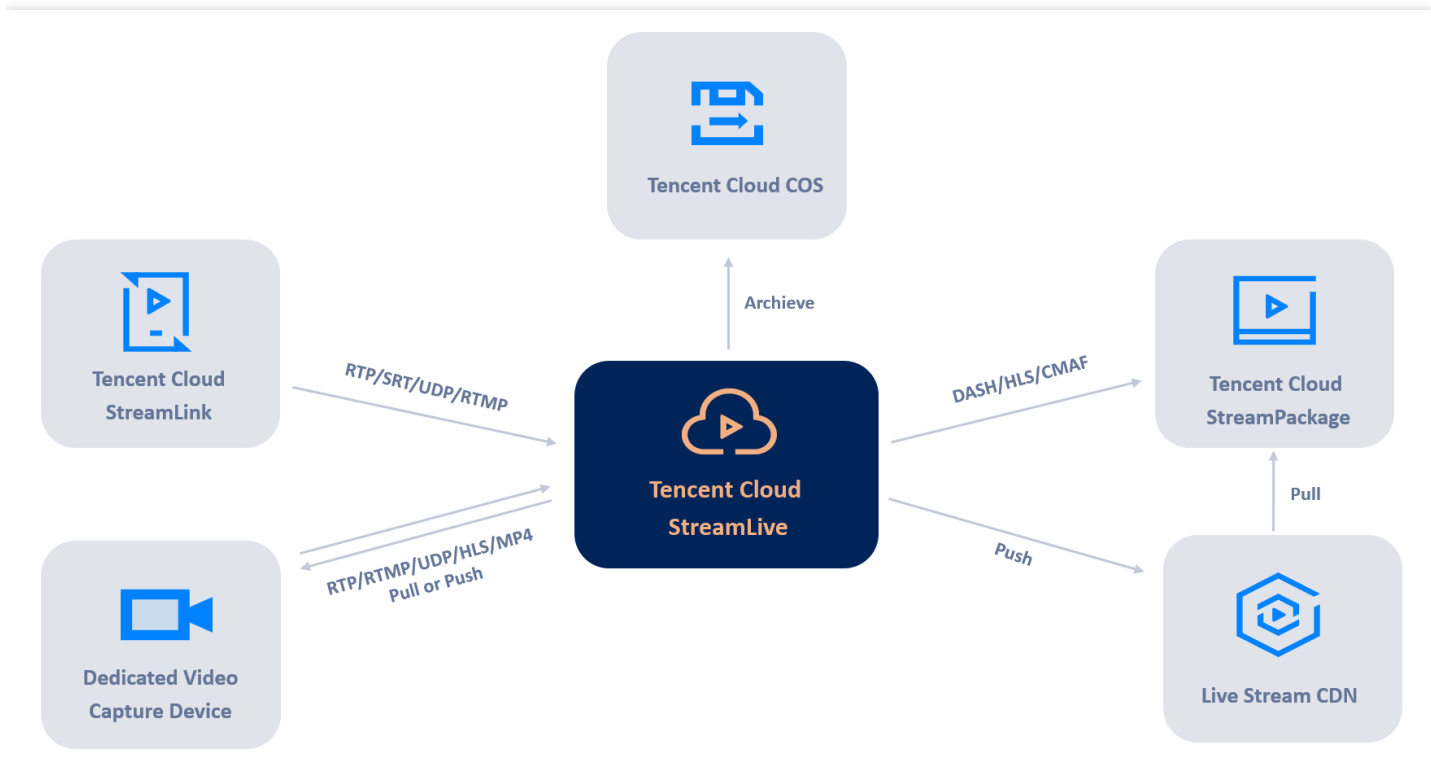 Tencent Cloud COS
Archieve
Tencent Cloud
StreamLink
RTP/SRT/UDP/RTMP
Tencent Cloud
StreamLive
DASH/HLS/CMAF
Tencent Cloud
StreamPackage
Pull
RTP/RTMP/UDP/HLS/MP4
Pull or Push
Push
Dedicated Video
Capture Device
Live Stream CDN